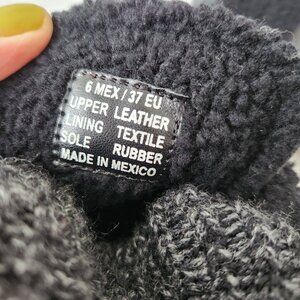 6 MEX / 37 EU
UPPER LEATHER
LINING TEXTILE
SOLE RUBBER
MADE IN MEXICO